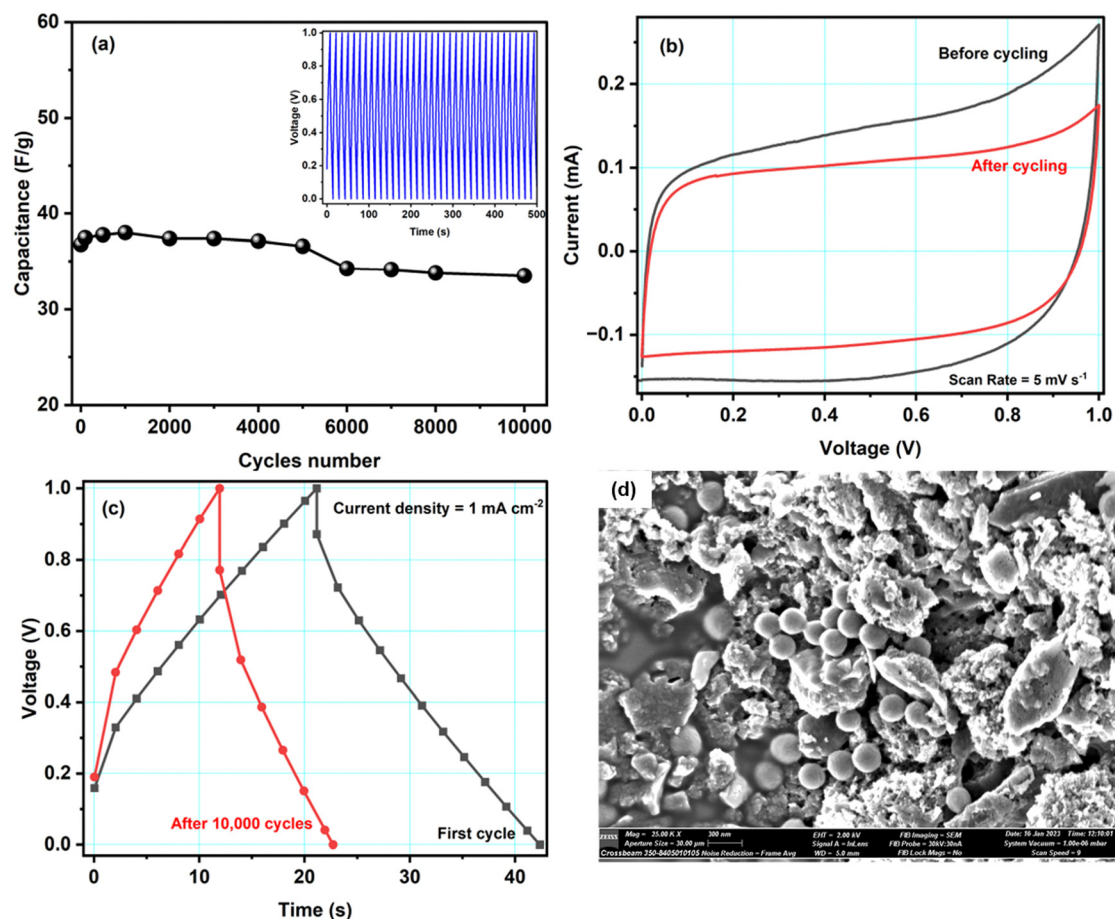 (a)
60
50
40
30
20
Capacitance (F/g)
0 2000 4000 6000 8000 10000
Cycles number
1.0
0.8
0.6
0.4
0.2
0.0
Voltage (V)
0 100 200 300 400 500
Time (s)
(b)
Before cycling
After cycling
0.2
0.1
0.0
−0.1
Current (mA)
Scan Rate = 5 mV s⁻¹
0.0 0.2 0.4 0.6 0.8 1.0
Voltage (V)
(c)
Current density = 1 mA cm⁻²
1.0
0.8
0.6
0.4
0.2
0.0
Voltage (V)
After 10,000 cycles
First cycle
0 10 20 30 40
Time (s)
(d)
ZEISS
Mag = 25.00 K X 300 nm EHT = 2.00 kV FIB Imaging = SEM Date: 16 Jan 2023 Time: 12:10:01
Aperture Size = 30.00 µm Signal A = InLens FIB Probe = 30kV:30nA System Vacuum = 1.00e-06 mbar
Crossbeam 350-8405010105 Noise Reduction = Frame Avg WD = 5.0 mm FIB Lock Mags = No Scan Speed = 9